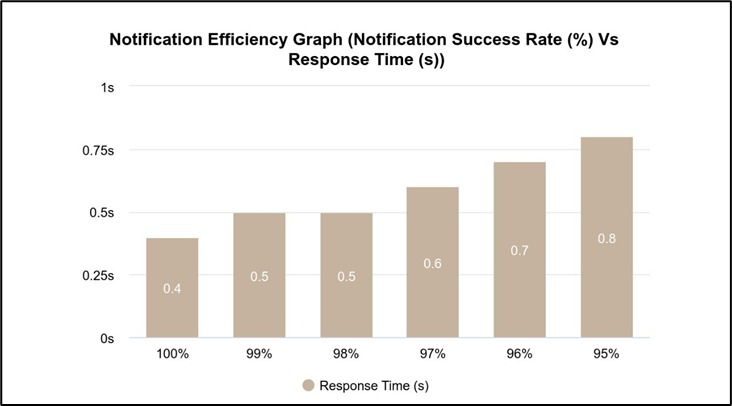 Notification Efficiency Graph (Notification Success Rate (%) Vs
Response Time (s))
1s
0.75s
0.5s
0.25s
0s
0.4
0.5
0.5
0.6
0.7
0.8
100%
99%
98%
97%
96%
95%
Response Time (s)